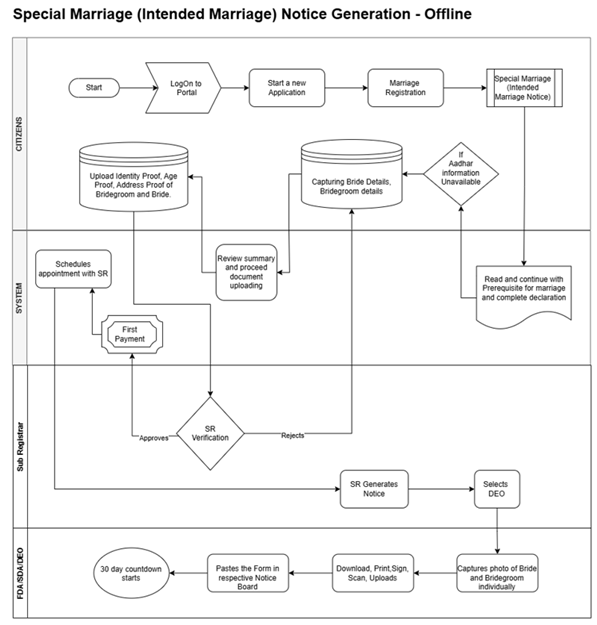 Special Marriage (Intended Marriage) Notice Generation - Offline
CITIZENS
Start
LogOn to
Portal
Start a new
Application
Marriage
Registration
Special Marriage
(Intended
Marriage Notice)
Upload Identity Proof, Age
Proof, Address Proof of
Bridegroom and Bride.
Capturing Bride Details,
Bridegroom details
If
Aadhar
information
Unavailable
SYSTEM
Schedules
appointment with SR
Review summary
and proceed
document
uploading
Read and continue with
Prerequisite for marriage
and complete declaration
First
Payment
Sub Registrar
SR
Verification
Approves
Rejects
SR Generates
Notice
Selects
DEO
FDA/SDA/DEO
30 day countdown
starts
Pastes the Form in
respective Notice
Board
Download, Print,Sign,
Scan, Uploads
Captures photo of Bride
and Bridegroom
individually